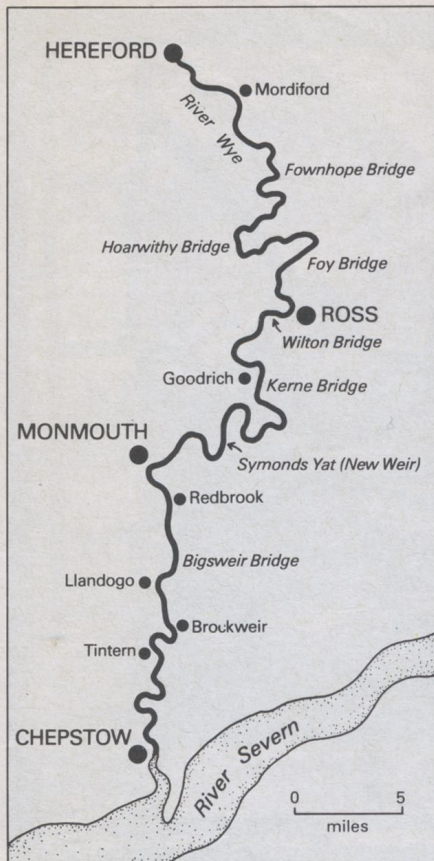 HEREFORD
Mordiford
River Wye
Fownhope Bridge
Hoarwithy Bridge
Foy Bridge
ROSS
Wilton Bridge
Goodrich
Kerne Bridge
MONMOUTH
Symonds Yat (New Weir)
Redbrook
Bigsweir Bridge
Llandogo
Brockweir
Tintern
CHEPSTOW
River Severn
0 5
miles